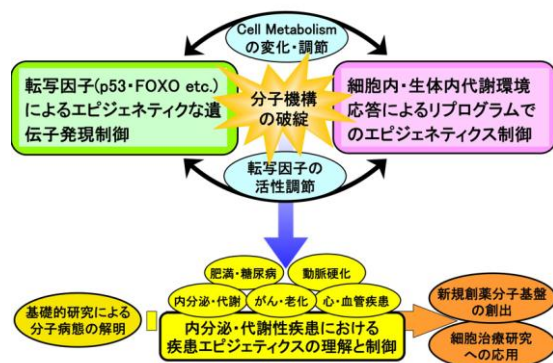 Cell Metabolism
の変化・調節
転写因子(p53・FOXO etc.)
によるエピジェネティクな遺
伝子発現制御
分子機構
の破綻
細胞内・生体内代謝環境
応答によるリプログラムで
のエピジェネティクス制御
転写因子の
活性調節
肥満・糖尿病
動脈硬化
内分泌・代謝
がん・老化
心・血管疾患
基礎的研究による
分子病態の解明
内分泌・代謝性疾患における
疾患エピジェティクスの理解と制御
新規創薬分子基盤
の創出
細胞治療研究
への応用